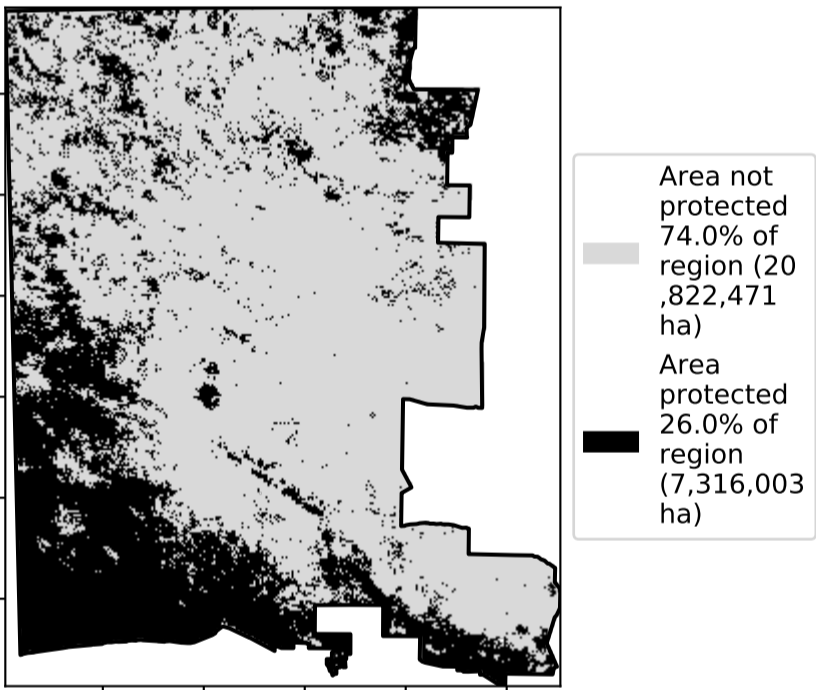 Area not
protected
74.0% of
region (20
,822,471
ha)
Area
protected
26.0% of
region
(7,316,003
ha)